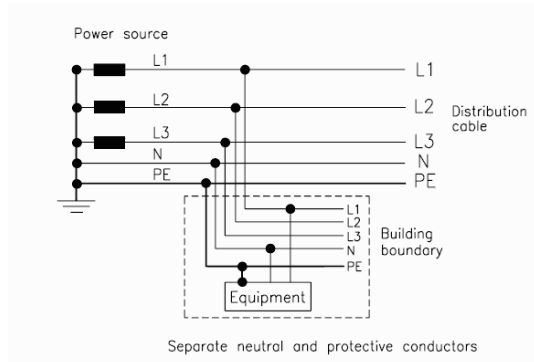 Power source
L1
L1
L2
L2
Distribution
cable
L3
L3
N
N
PE
PE
L1
L2
L3
N
PE
Building
boundary
Equipment
Separate neutral and protective conductors